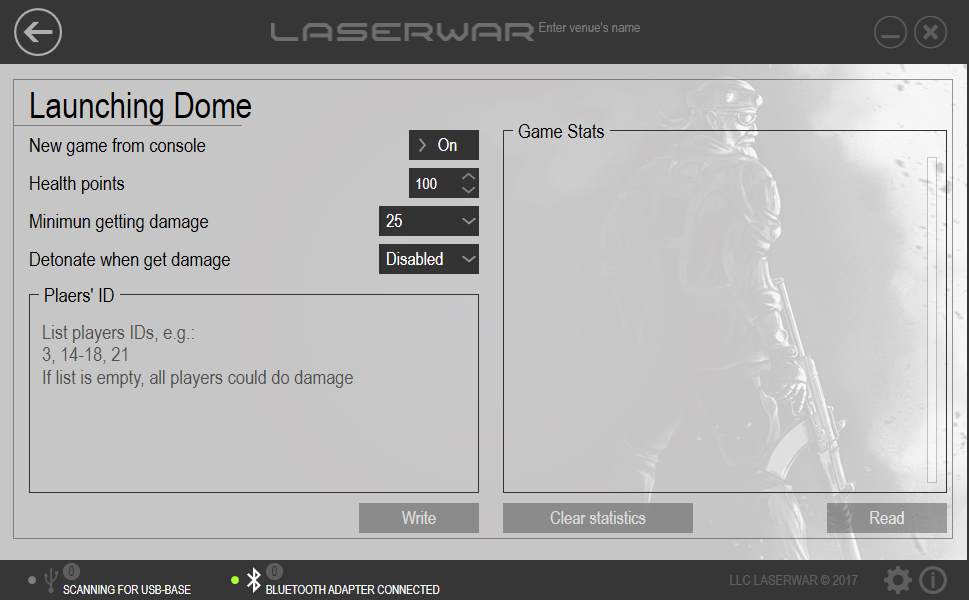 LASERWAR Enter venue's name
Launching Dome
New game from console
On
Health points
100
Minimun getting damage
25
Detonate when get damage
Disabled
Plaers' ID
List players IDs, e.g.:
3, 14-18, 21
If list is empty, all players could do damage
Write
Game Stats
Clear statistics
Read
0
SCANNING FOR USB-BASE
0
BLUETOOTH ADAPTER CONNECTED
LLC LASERWAR © 2017